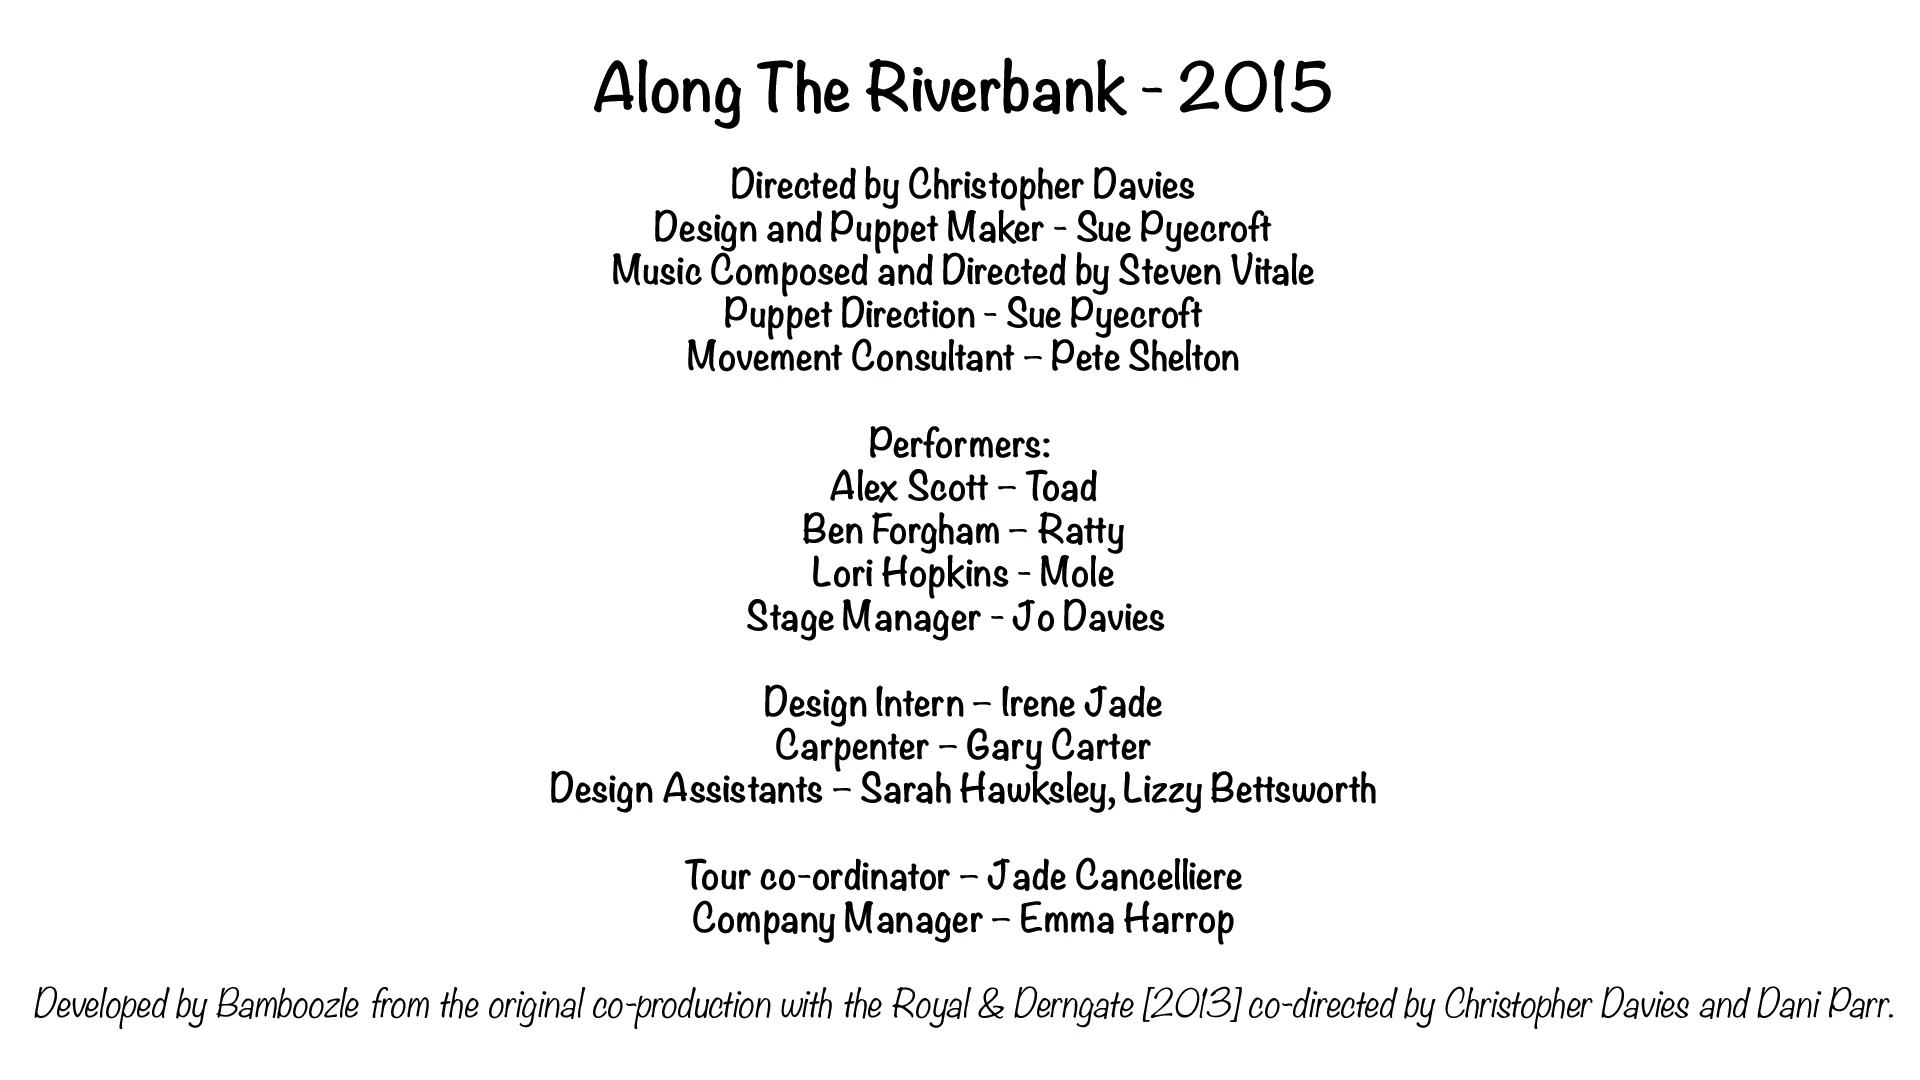 Along The Riverbank - 2015
Directed by Christopher Davies
Design and Puppet Maker - Sue Pyecroft
Music Composed and Directed by Steven Vitale
Puppet Direction - Sue Pyecroft
Movement Consultant – Pete Shelton
Performers:
Alex Scott – Toad
Ben Forgham – Ratty
Lori Hopkins - Mole
Stage Manager - Jo Davies
Design Intern – Irene Jade
Carpenter – Gary Carter
Design Assistants – Sarah Hawksley, Lizzy Bettsworth
Tour co-ordinator – Jade Cancelliere
Company Manager – Emma Harrop
Developed by Bamboozle from the original co-production with the Royal & Derngate [2013] co-directed by Christopher Davies and Dani Parr.